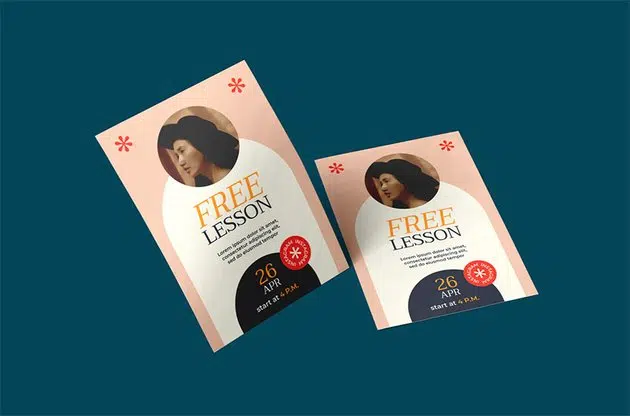 FREE
LESSON
Lorem ipsum dolor sit amet,
consectetur adipiscing elit,
sed do eiusmod tempor
26
APR
start at 4 P.M.
FREE
LESSON
Lorem ipsum dolor sit amet,
consectetur adipiscing elit,
sed do eiusmod tempor
26
APR
start at 4 P.M.